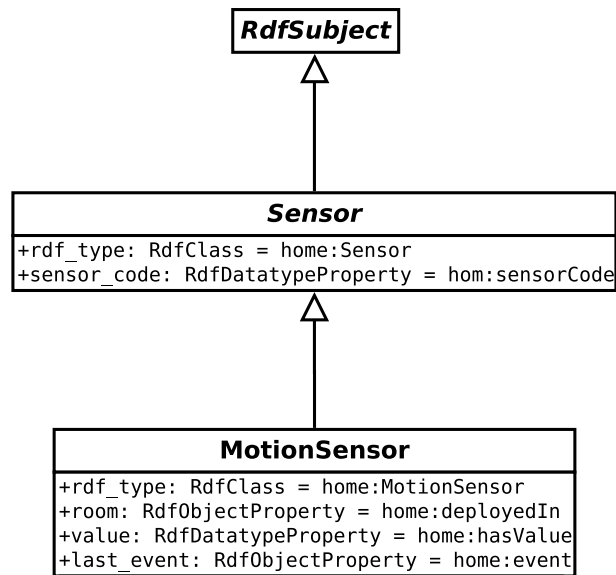 RdfSubject
Sensor
+rdf_type: RdfClass = home:Sensor
+sensor_code: RdfDatatypeProperty = hom:sensorCode
MotionSensor
+rdf_type: RdfClass = home:MotionSensor
+room: RdfObjectProperty = home:deployedIn
+value: RdfDatatypeProperty = home:hasValue
+last_event: RdfObjectProperty = home:event